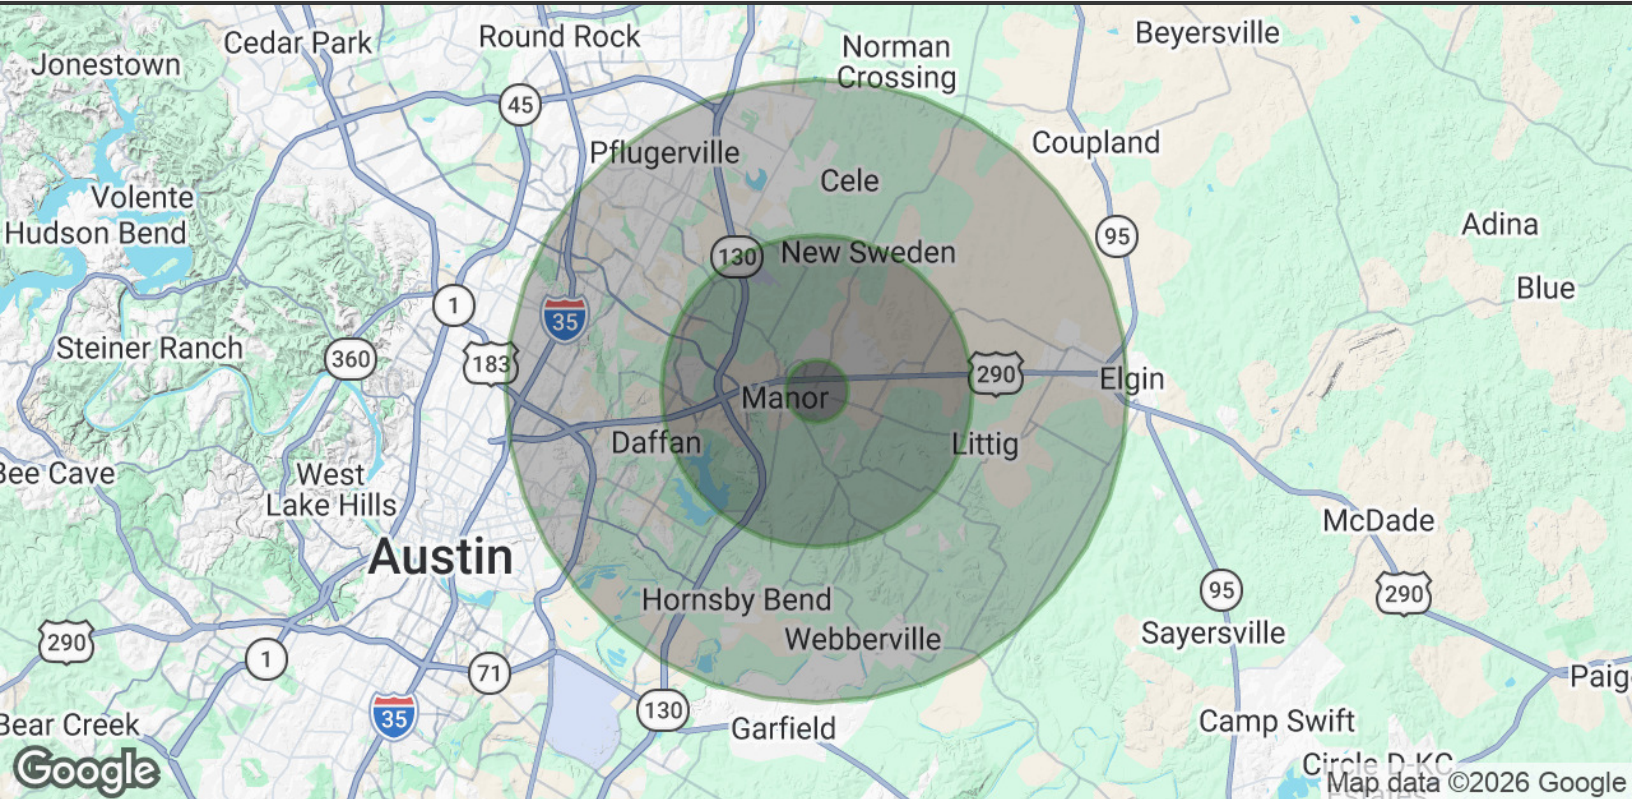 Cedar Park
Round Rock
Beyersville
Jonestown
Norman
Crossing
45
Pflugerville
Coupland
Cele
Volente
Hudson Bend
95
Adina
130
New Sweden
Blue
1
35
Steiner Ranch
360
183
290
Elgin
Manor
Daffan
Littig
Bee Cave
West
Lake Hills
McDade
Austin
Hornsby Bend
95
290
290
Webberville
Sayersville
1
71
Paig
130
35
Bear Creek
Garfield
Camp Swift
Circle D-KC
Estates
Google
Map data ©2026 Google